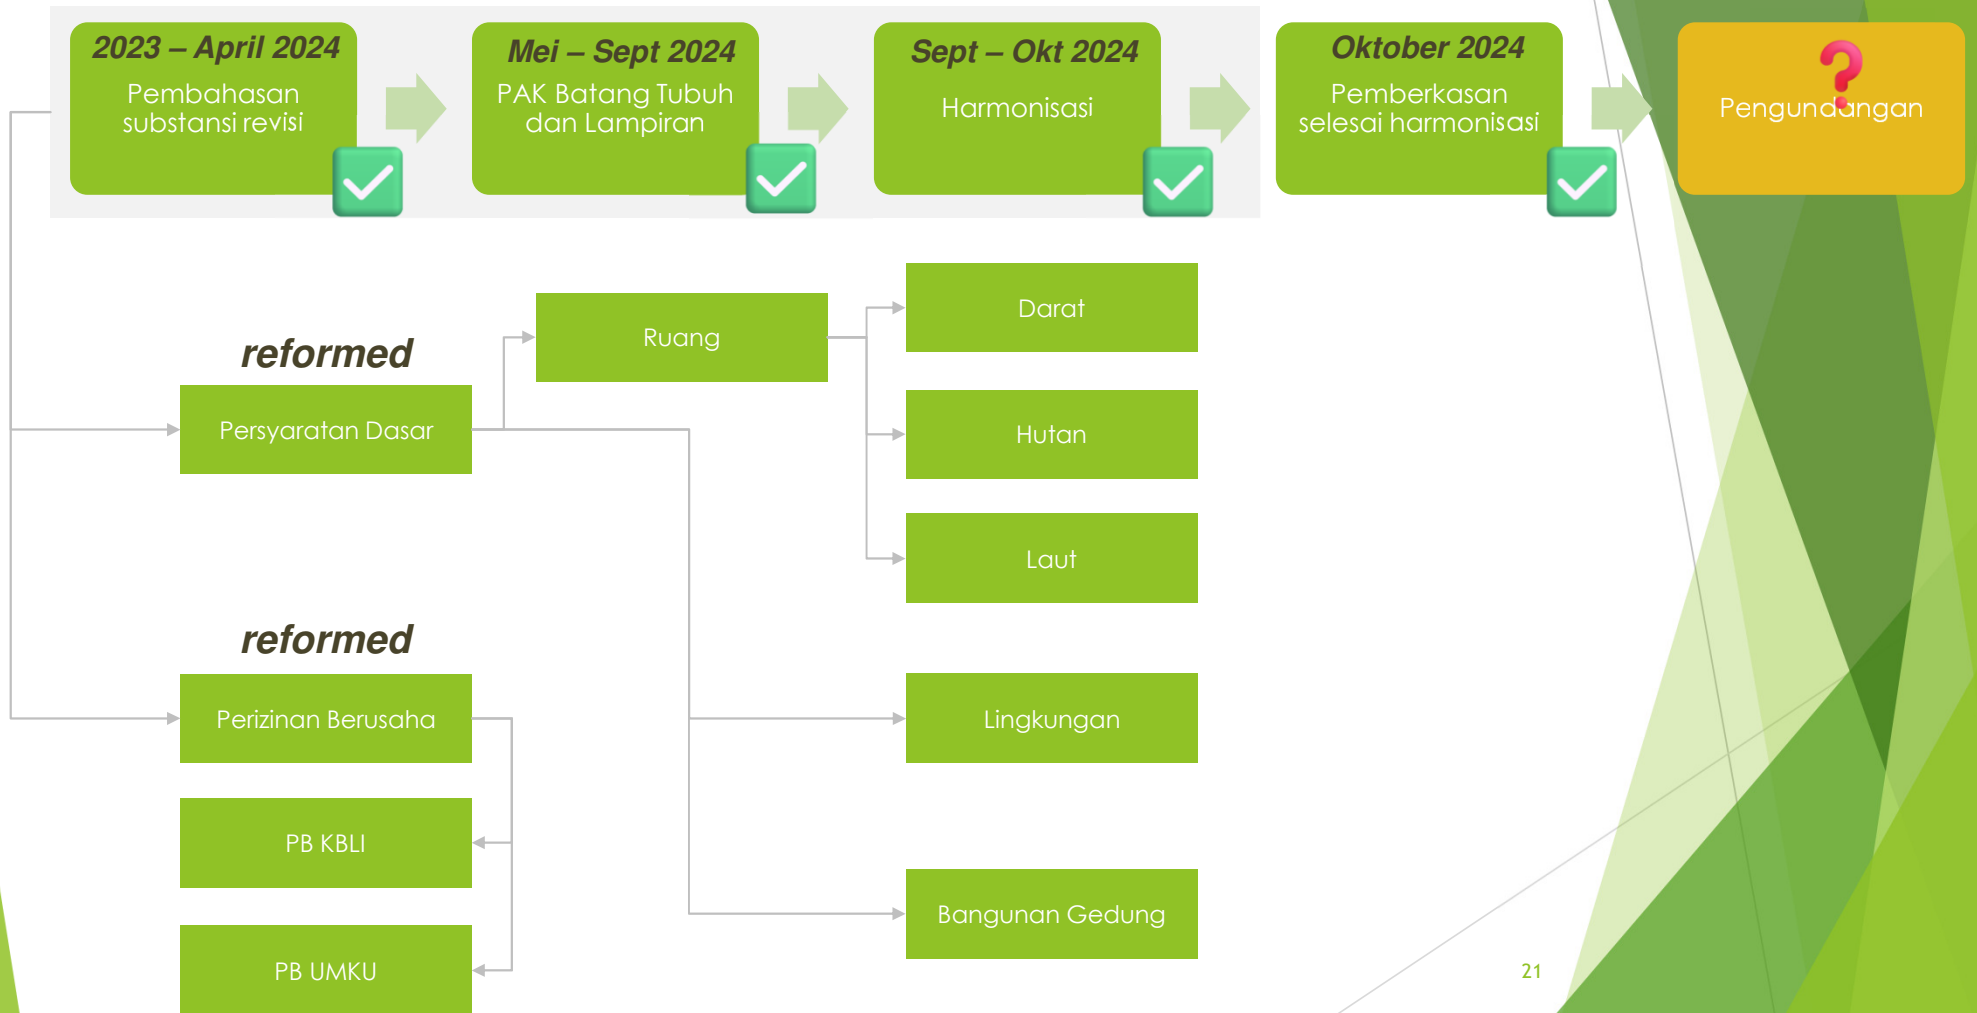 2023 – April 2024
Pembahasan
substansi revisi
Mei – Sept 2024
PAK Batang Tubuh
dan Lampiran
Sept – Okt 2024
Harmonisasi
Oktober 2024
Pemberkasan
selesai harmonisasi
Pengundangan
reformed
Persyaratan Dasar
Ruang
Darat
Hutan
Laut
reformed
Perizinan Berusaha
Lingkungan
PB KBLI
Bangunan Gedung
PB UMKU
21